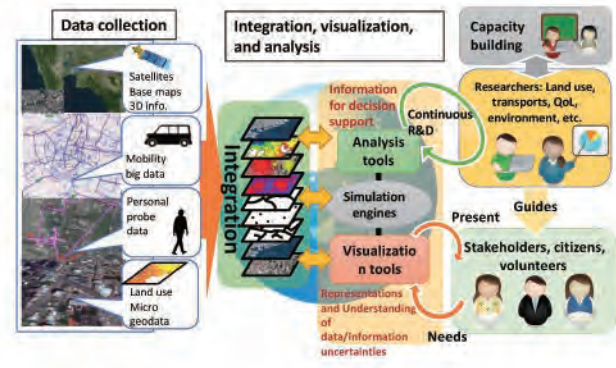 Data collection
Satellites
Base maps
3D info.
Mobility
big data
Personal
probe
data
Land use
Micro
geodata
Integration, visualization,
and analysis
Integration
Information
for decision
support
Analysis
tools
Simulation
engines
Visualizatio
n tools
Representations
and Understanding
of
data/information
uncertainties
Continuous
R&D
Capacity
building
Researchers: Land use,
transports, QoL,
environment, etc.
Guides
Present
Stakeholders, citizens,
volunteers
Needs